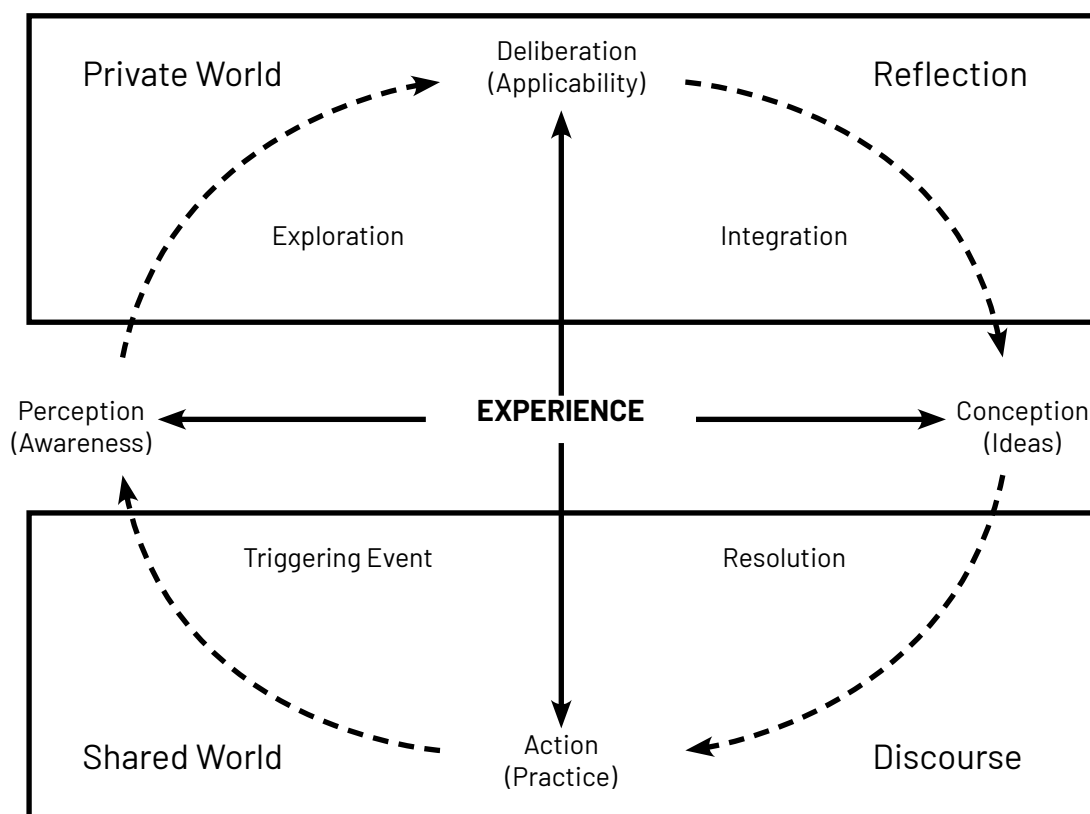 Private World
Deliberation
(Applicability)
Reflection
Exploration
Integration
Perception
(Awareness)
EXPERIENCE
Conception
(Ideas)
Triggering Event
Resolution
Shared World
Action
(Practice)
Discourse